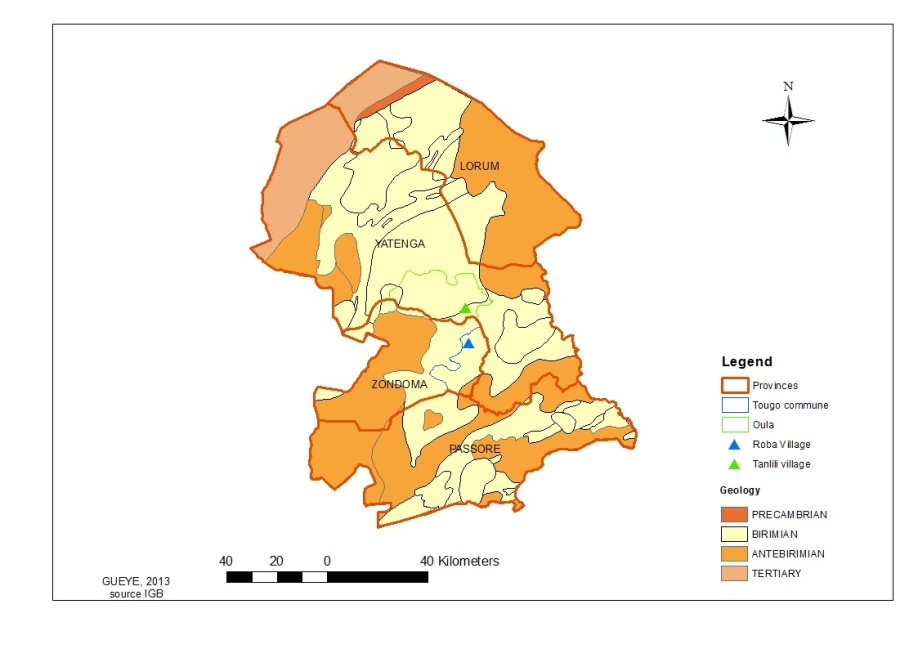 N
LORUM
YATENGA
ZONDOMA
PASSORE
Legend
Provinces
Tougo commune
Oula
Roba Village
Tanlili village
Geology
PRECAMBRIAN
BIRIMIAN
ANTEBIRIMIAN
TERTIARY
40 20 0 40 Kilometers
GUEYE, 2013
source IGB